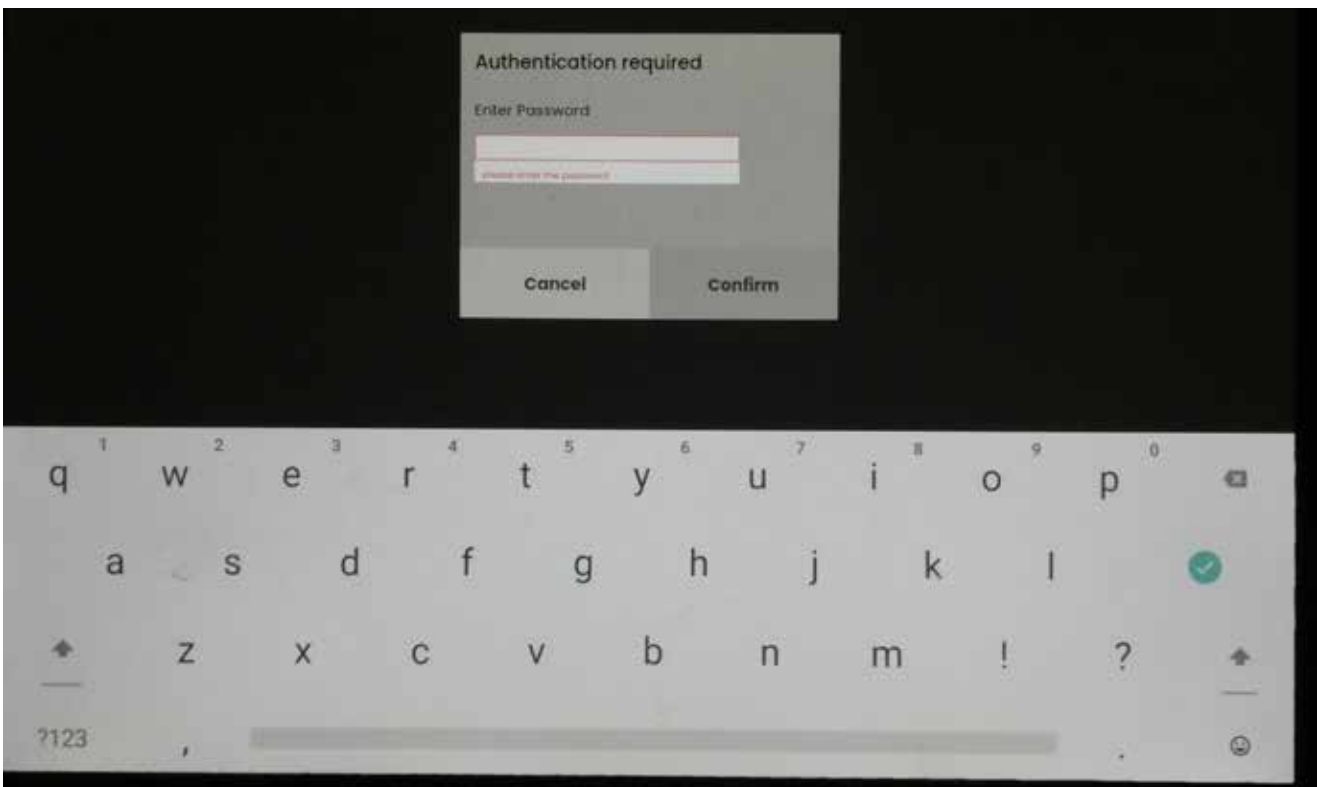 Authentication required
Enter Password
please enter the password
Cancel Confirm
1 2 3 4 5 6 7 8 9 0
q w e r t y u i o p
a s d f g h j k l
z x c v b n m ! ?
?123 , .